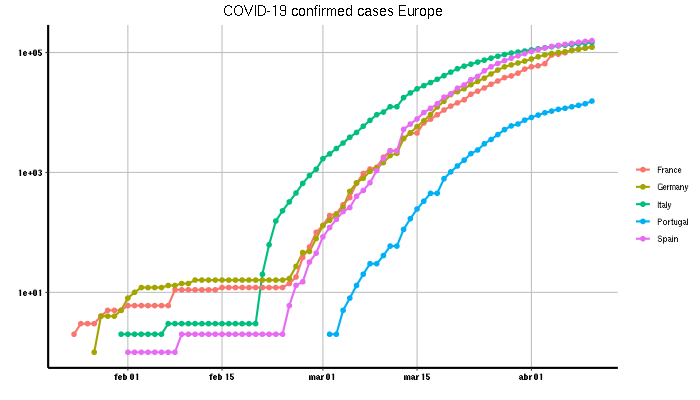 COVID-19 confirmed cases Europe
1e+05
1e+03
1e+01
feb 01
feb 15
mar 01
mar 15
abr 01
France
Germany
Italy
Portugal
Spain